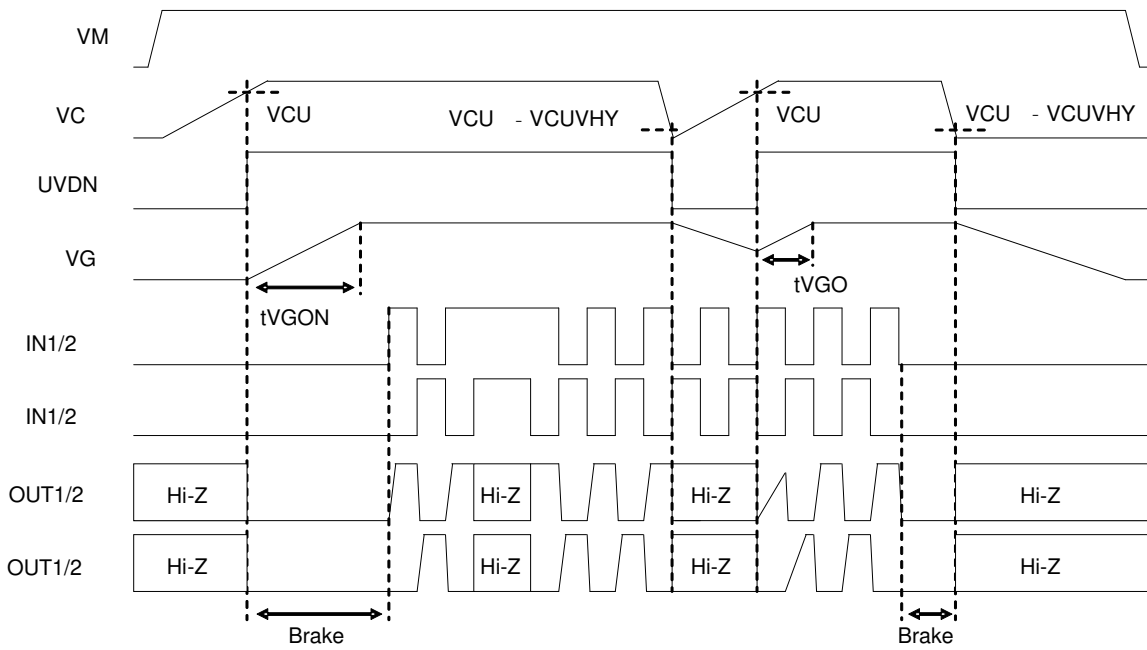 VM
VC
VCU
VCU - VCUVHY
VCU
VCU - VCUVHY
UVDN
VG
tVGON
tVGO
IN1/2
IN1/2
OUT1/2
Hi-Z
Hi-Z
Hi-Z
Hi-Z
OUT1/2
Hi-Z
Hi-Z
Hi-Z
Hi-Z
Brake
Brake